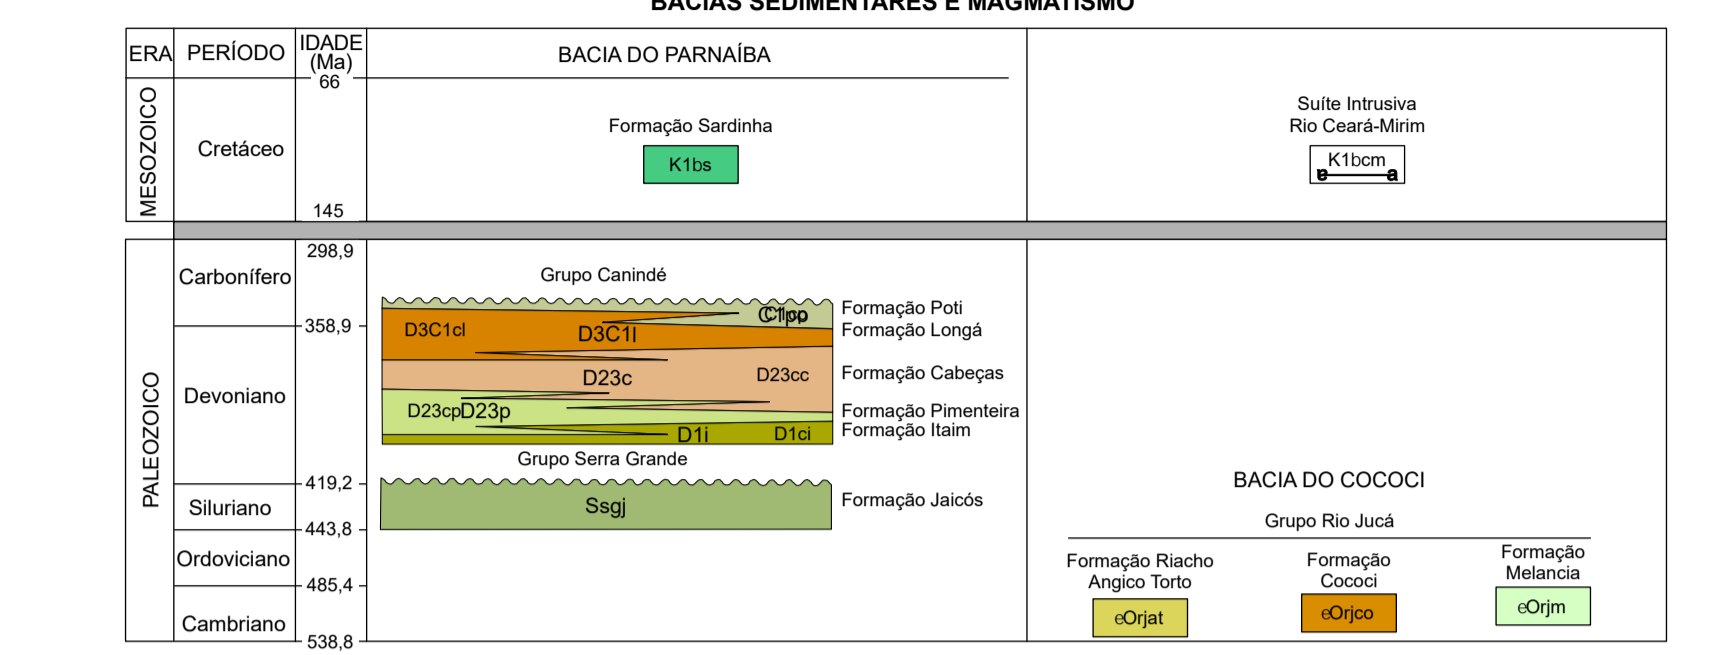 BACIAS SEDIMENTARES E MAGMATISMO
ERA
PERÍODO
IDADE
(Ma)
BACIA DO PARNAÍBA
66
MESOZOICO
Cretáceo
Formação Sardinha
K1bs
Suíte Intrusiva
Rio Ceará-Mirim
K1bcm
145
PALEOZOICO
298,9
Carbonífero
Grupo Canindé
Formação Poti
358,9
D3C1cl
D3C1l
Formação Longá
Devoniano
D23c
D23cc
Formação Cabeças
D23cp
D23p
Formação Pimenteira
D1i
D1ci
Formação Itaim
Grupo Serra Grande
419,2
Siluriano
Ssgj
Formação Jaicós
443,8
Ordoviciano
485,4
Cambriano
538,8
BACIA DO COCOCI
Grupo Rio Jucá
Formação Riacho
Angico Torto
eOrjat
Formação
Cococi
eOrjco
Formação
Melancia
eOrjm